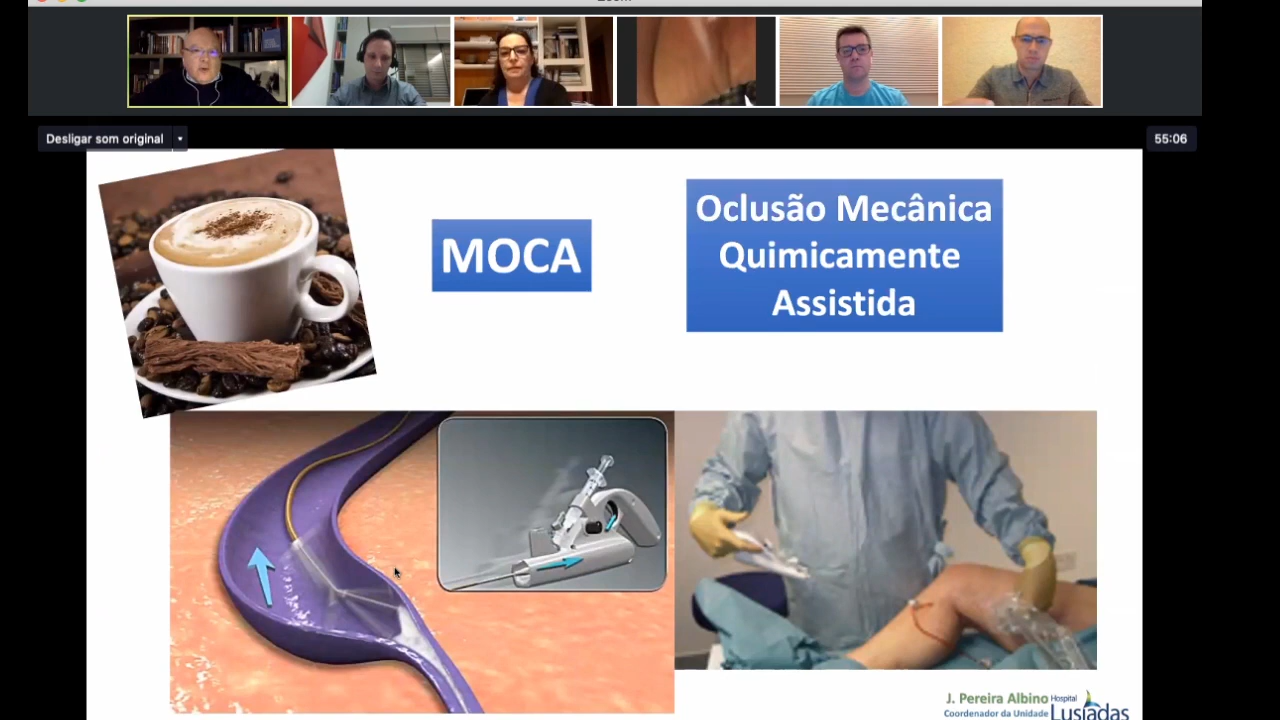 Desligar som original
55:06
MOCA
Oclusão Mecânica
Quimicamente
Assistida
J. Pereira Albino
Coordenador da Unidade
Hospital
Lusíadas